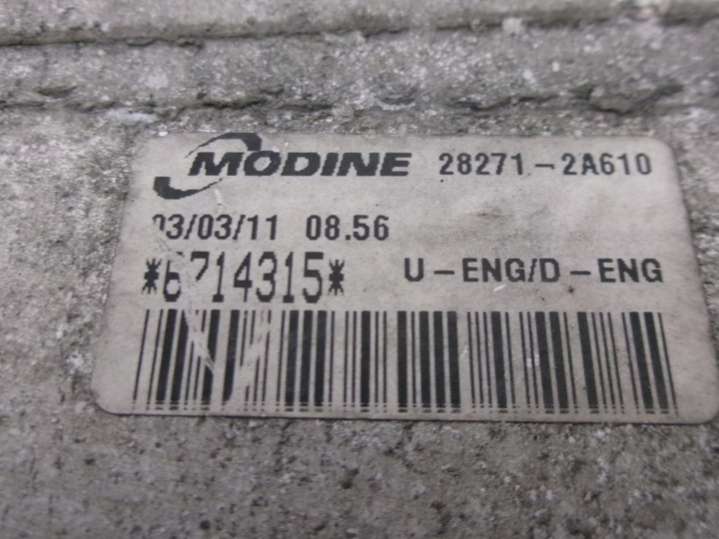 MODINE 28271-2A610
03/03/11 08.56
*6714315* U-ENG/D-ENG